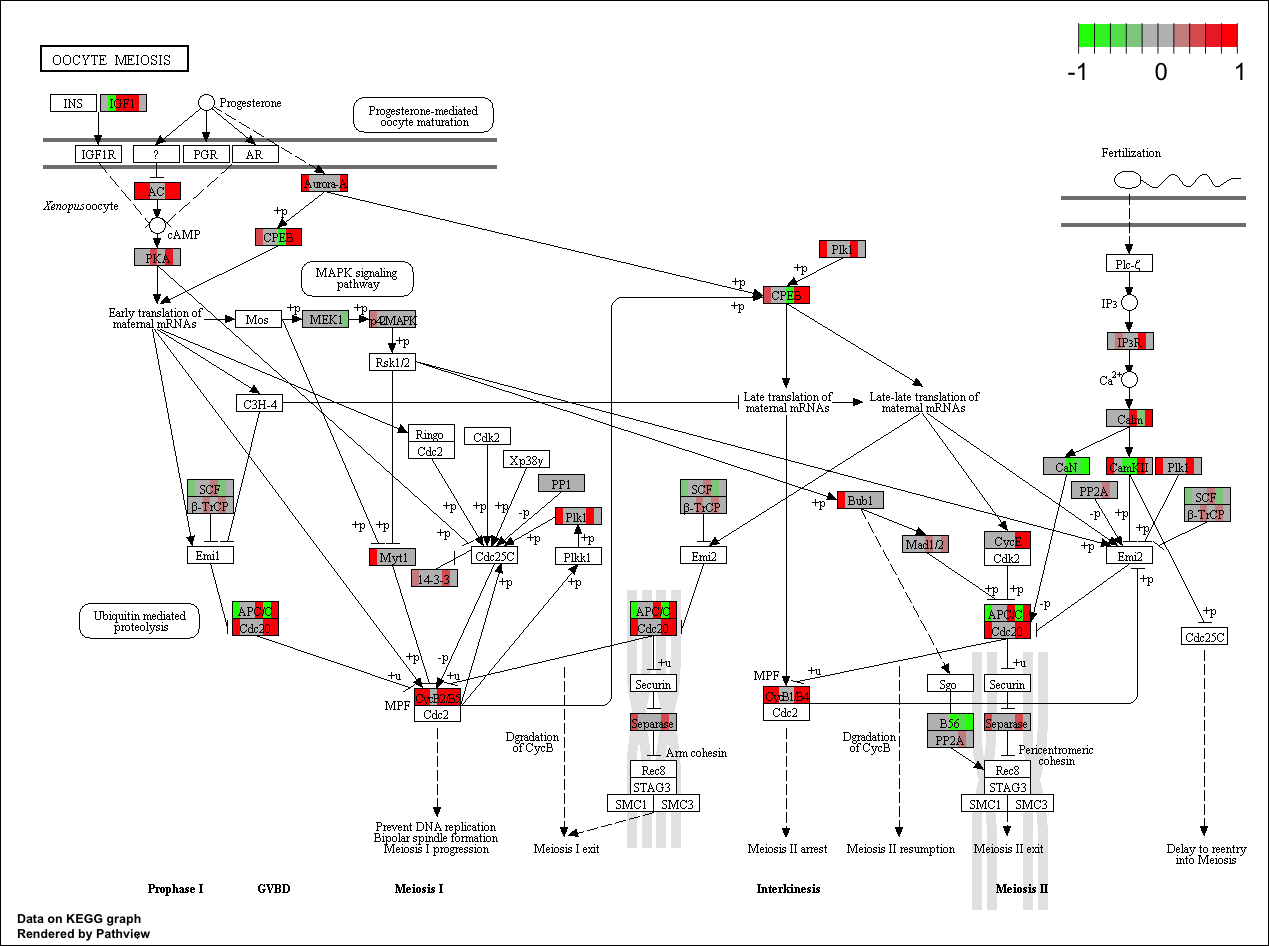 OOCYTE MEIOSIS
-1 0 1
INS
IGF1
Progesterone
Progesterone-mediated
oocyte maturation
IGF1R
?
PGR
AR
Fertilization
AC
Aurora-A
Xenopus oocyte
+p
cAMP
CPEB
PKA
Plk1
Plc-ζ
MAPK signaling
pathway
+p
+p
CPEB
+p
IP3
Early translation of
maternal mRNAs
Mos
+p
MEK1
+p
p42MAPK
+p
Rsk1/2
IP3R
Ca2+
C3H-4
Late translation of
maternal mRNAs
Late-late translation of
maternal mRNAs
Calm
Ringo
Cdc2
Cdk2
Xp38γ
CaN
CamKII
Plk1
SCF
β-TrCP
PP1
SCF
β-TrCP
+p
Bub1
PP2A
SCF
β-TrCP
+p
+p
+p
+p
+p
-p
Plk1
-p
+p
+p
+p
+p
Emi1
Myt1
Cdc25C
+p
Plkk1
Emi2
Mad1/2
CycE
Cdk2
+p
Emi2
14-3-3
+p
+p
+p
+p
+p
Ubiquitin mediated
proteolysis
APC/C
Cdc20
APC/C
Cdc20
APC/C
Cdc20
-p
+p
Cdc25C
+p
-p
+u
+u
+u
+u
+u
MPF
CycB2/B5
Cdc2
Securin
MPF
CycB1/B4
Cdc2
Sgo
Securin
Separase
B56
PP2A
Separase
Dgradation
of CycB
Arm cohesin
Dgradation
of CycB
Pericentromeric
cohesin
Rec8
STAG3
SMC1
SMC3
Rec8
STAG3
SMC1
SMC3
Prevent DNA replication
Bipolar spindle formation
Meiosis I progression
Meiosis I exit
Meiosis II arrest
Meiosis II resumption
Meiosis II exit
Delay to reentry
into Meiosis
Prophase I
GVBD
Meiosis I
Interkinesis
Meiosis II
Data on KEGG graph
Rendered by Pathview